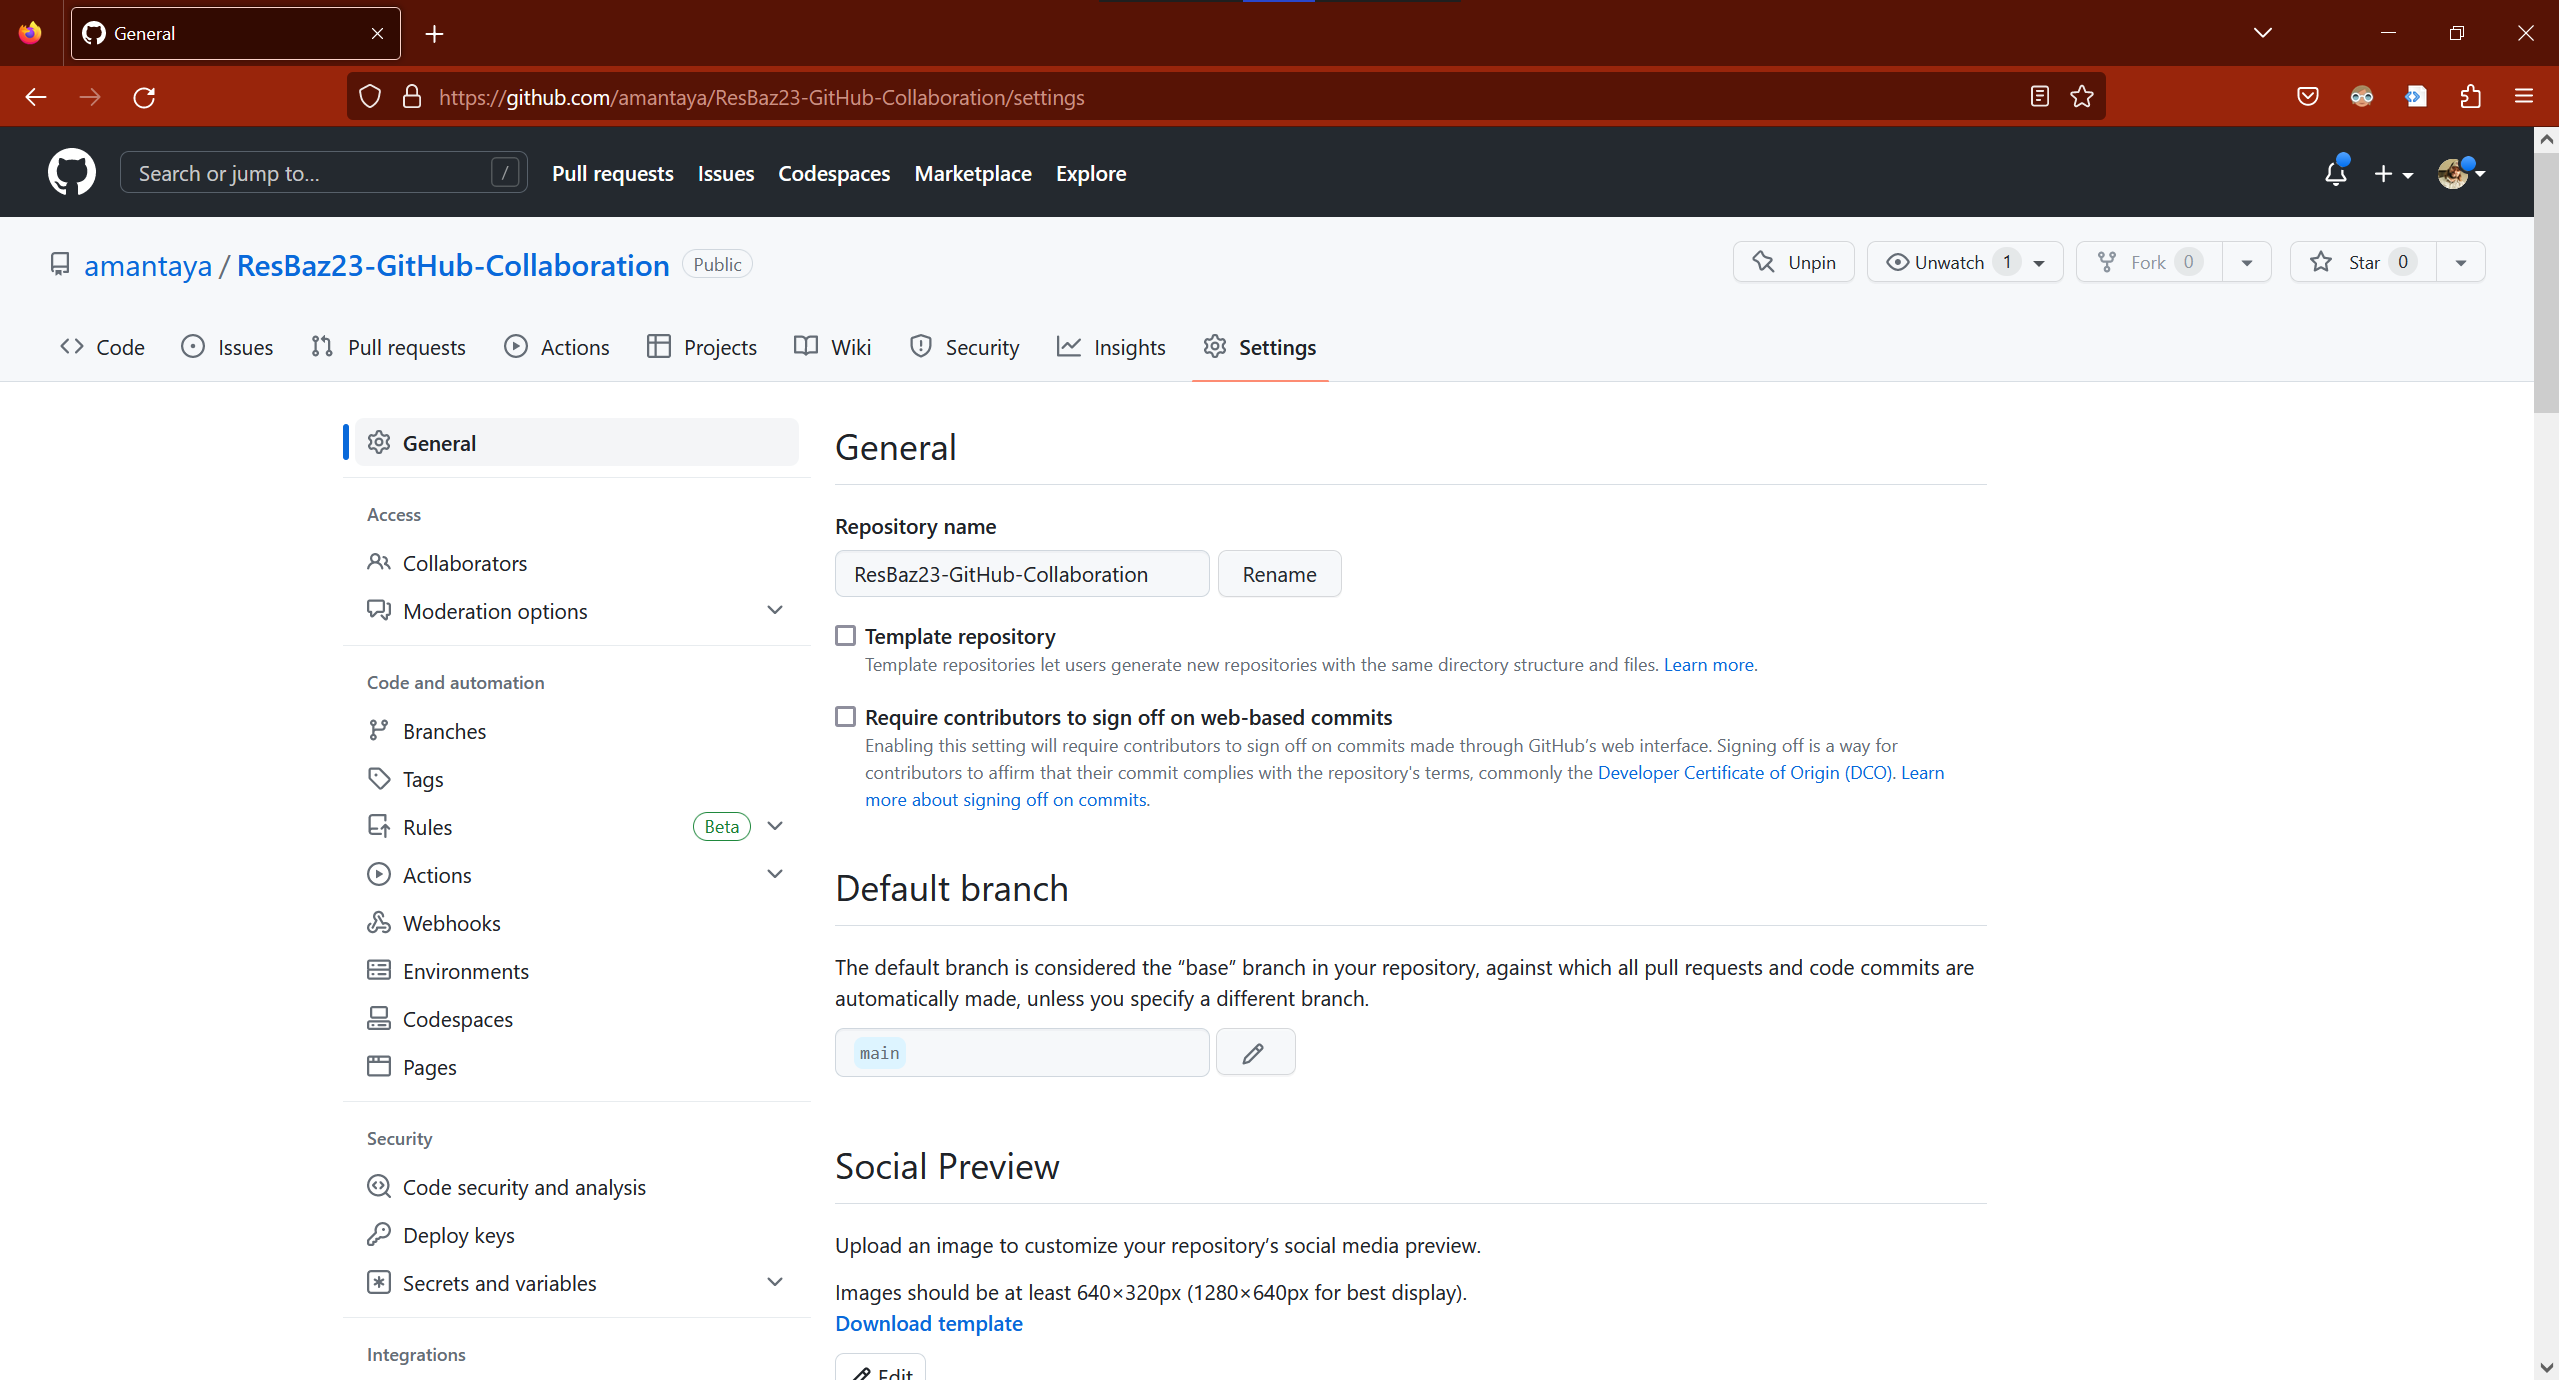 General
https://github.com/amantaya/ResBaz23-GitHub-Collaboration/settings
Search or jump to...
/
Pull requests
Issues
Codespaces
Marketplace
Explore
amantaya / ResBaz23-GitHub-Collaboration
Public
Unpin
Unwatch 1
Fork 0
Star 0
Code
Issues
Pull requests
Actions
Projects
Wiki
Security
Insights
Settings
General
Access
Collaborators
Moderation options
Code and automation
Branches
Tags
Rules
Beta
Actions
Webhooks
Environments
Codespaces
Pages
Security
Code security and analysis
Deploy keys
Secrets and variables
Integrations
General
Repository name
ResBaz23-GitHub-Collaboration
Rename
Template repository
Template repositories let users generate new repositories with the same directory structure and files. Learn more.
Require contributors to sign off on web-based commits
Enabling this setting will require contributors to sign off on commits made through GitHub’s web interface. Signing off is a way for
contributors to affirm that their commit complies with the repository's terms, commonly the Developer Certificate of Origin (DCO). Learn
more about signing off on commits.
Default branch
The default branch is considered the “base” branch in your repository, against which all pull requests and code commits are
automatically made, unless you specify a different branch.
main
Social Preview
Upload an image to customize your repository’s social media preview.
Images should be at least 640×320px (1280×640px for best display).
Download template
Edit